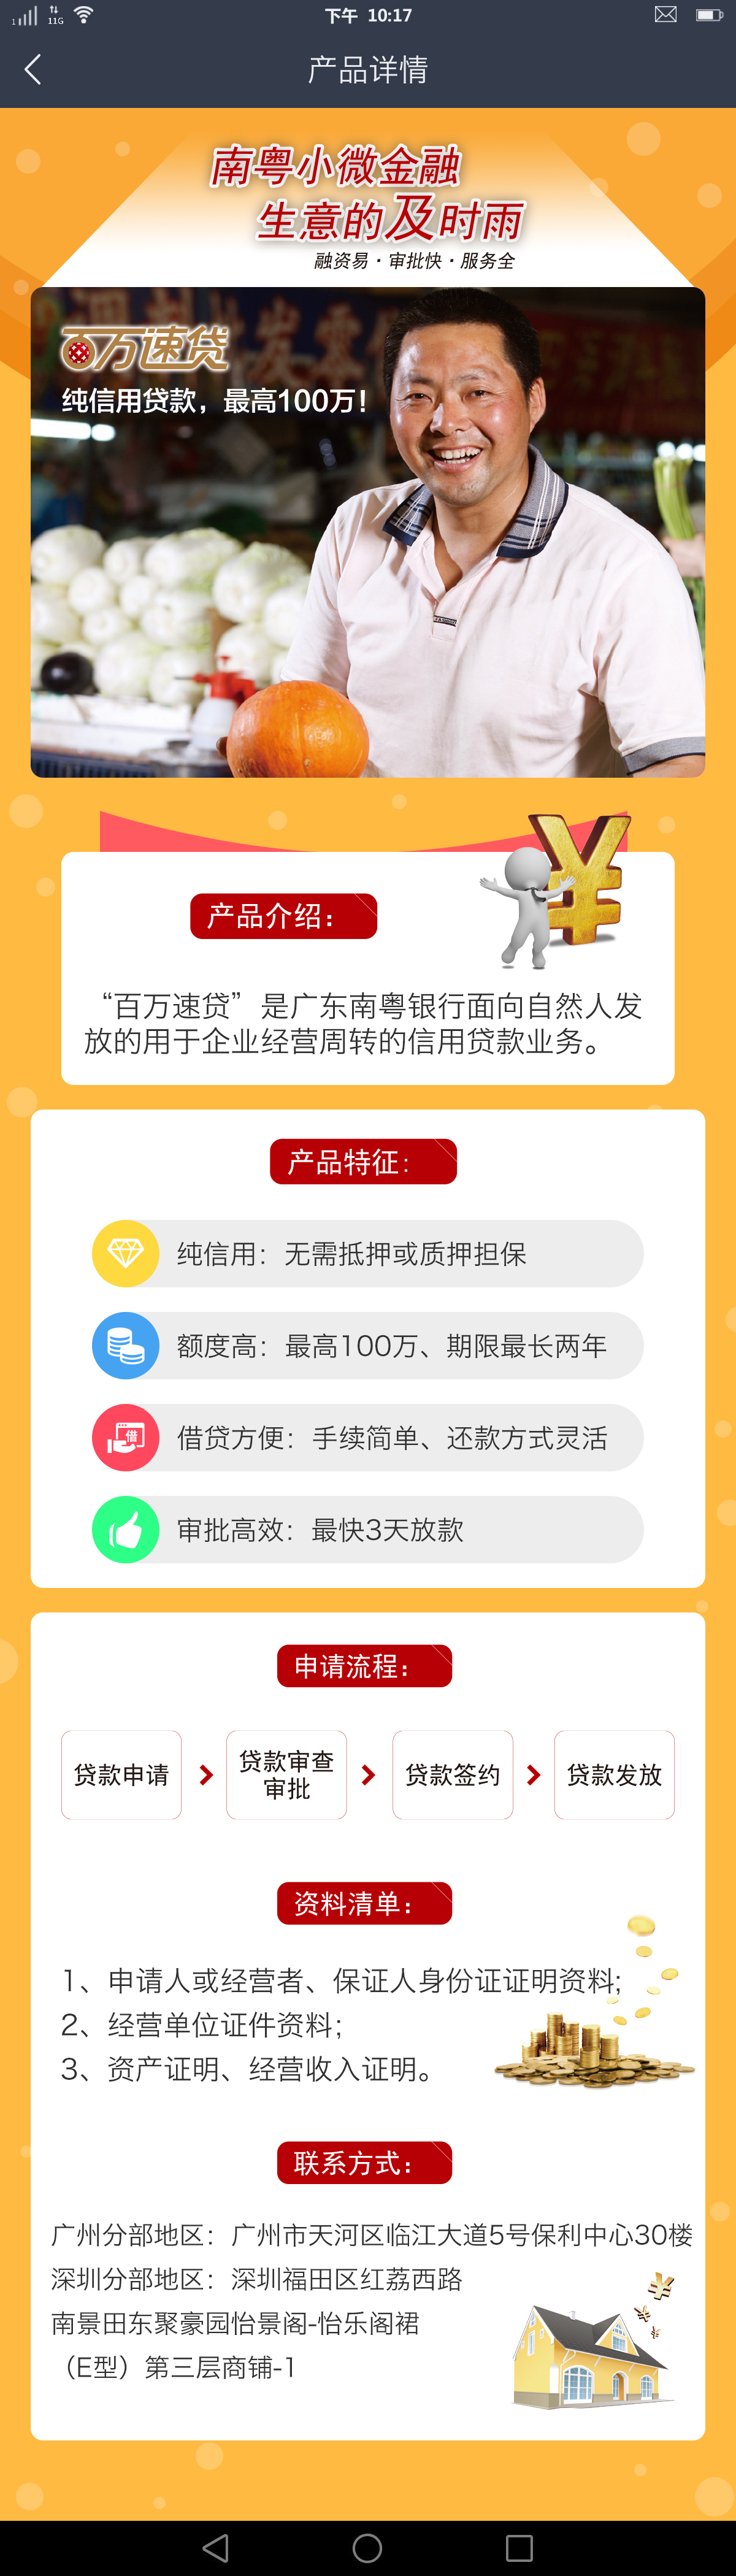 1 11G 下午 10:17
产品详情
南粤小微金融
生意的及时雨
融资易·审批快·服务全
百万速贷
纯信用贷款，最高100万！
产品介绍：
“百万速贷”是广东南粤银行面向自然人发
放的用于企业经营周转的信用贷款业务。
产品特征：
纯信用：无需抵押或质押担保
额度高：最高100万、期限最长两年
借
借贷方便：手续简单、还款方式灵活
审批高效：最快3天放款
申请流程：
贷款申请
贷款审查
审批
贷款签约
贷款发放
资料清单：
1、申请人或经营者、保证人身份证证明资料;
2、经营单位证件资料；
3、资产证明、经营收入证明。
联系方式：
广州分部地区：广州市天河区临江大道5号保利中心30楼
深圳分部地区：深圳福田区红荔西路
南景田东聚豪园怡景阁-怡乐阁裙
（E型）第三层商铺-1